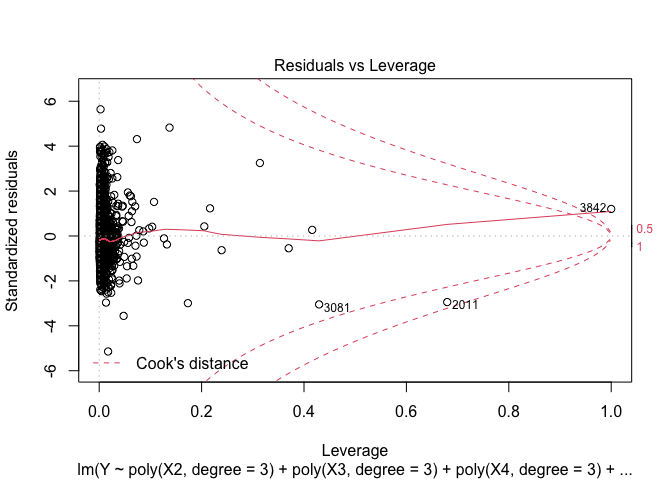 Residuals vs Leverage
Standardized residuals
6
4
2
0
-2
-4
-6
3842
0.5
1
3081
2011
Cook's distance
0.0 0.2 0.4 0.6 0.8 1.0
Leverage
lm(Y ~ poly(X2, degree = 3) + poly(X3, degree = 3) + poly(X4, degree = 3) + ...